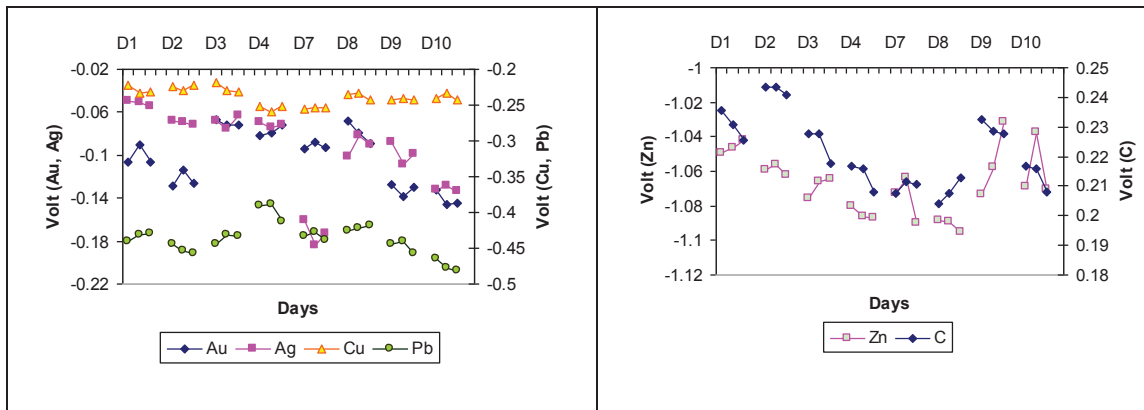 D1 D2 D3 D4 D7 D8 D9 D10
-0.02
-0.06
-0.1
-0.14
-0.18
-0.22
Volt (Au, Ag)
-0.2
-0.25
-0.3
-0.35
-0.4
-0.45
-0.5
Volt (Cu, Pb)
Days
Au Ag Cu Pb
D1 D2 D3 D4 D7 D8 D9 D10
-1
-1.02
-1.04
-1.06
-1.08
-1.1
-1.12
Volt (Zn)
0.25
0.24
0.23
0.22
0.21
0.20
0.19
0.18
Volt (C)
Days
Zn C